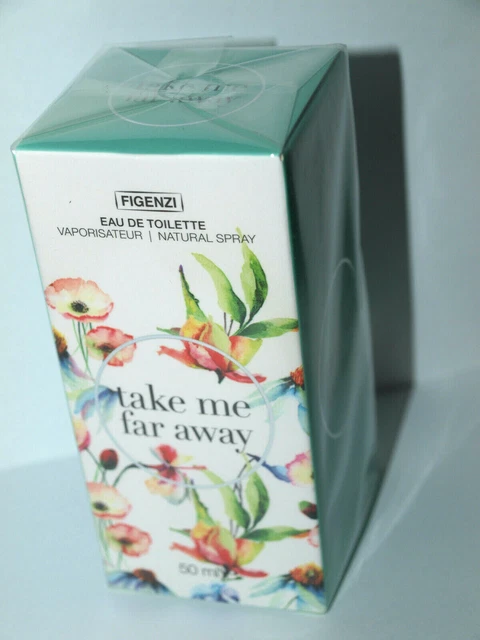 FIGENZI
EAU DE TOILETTE
VAPORISATEUR | NATURAL SPRAY
take me
far away
50 ml